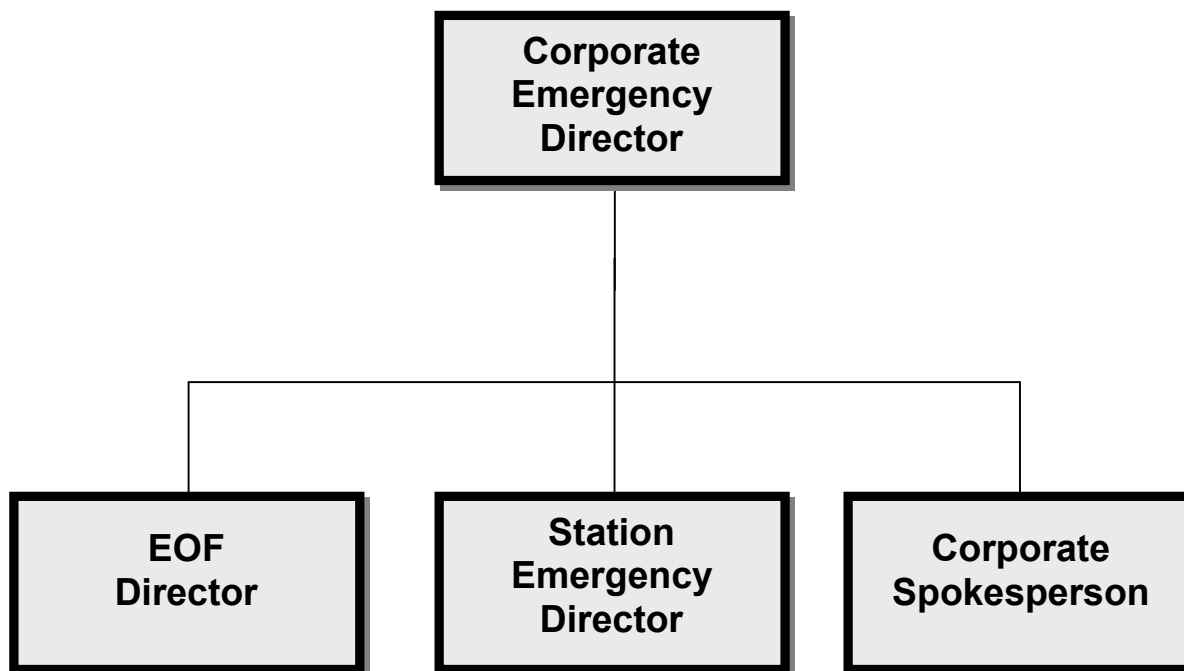 Corporate
Emergency
Director
EOF
Director
Station
Emergency
Director
Corporate
Spokesperson